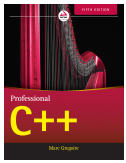 FIFTH EDITION
Professional
C++
Marc Gregoire